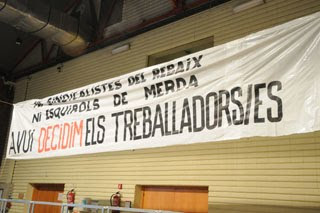 NI SINDICALISTES DEL REBAIX
NI ESQUIROLS DE MERDA
AVUI DECIDIM ELS TREBALLADORS/ES